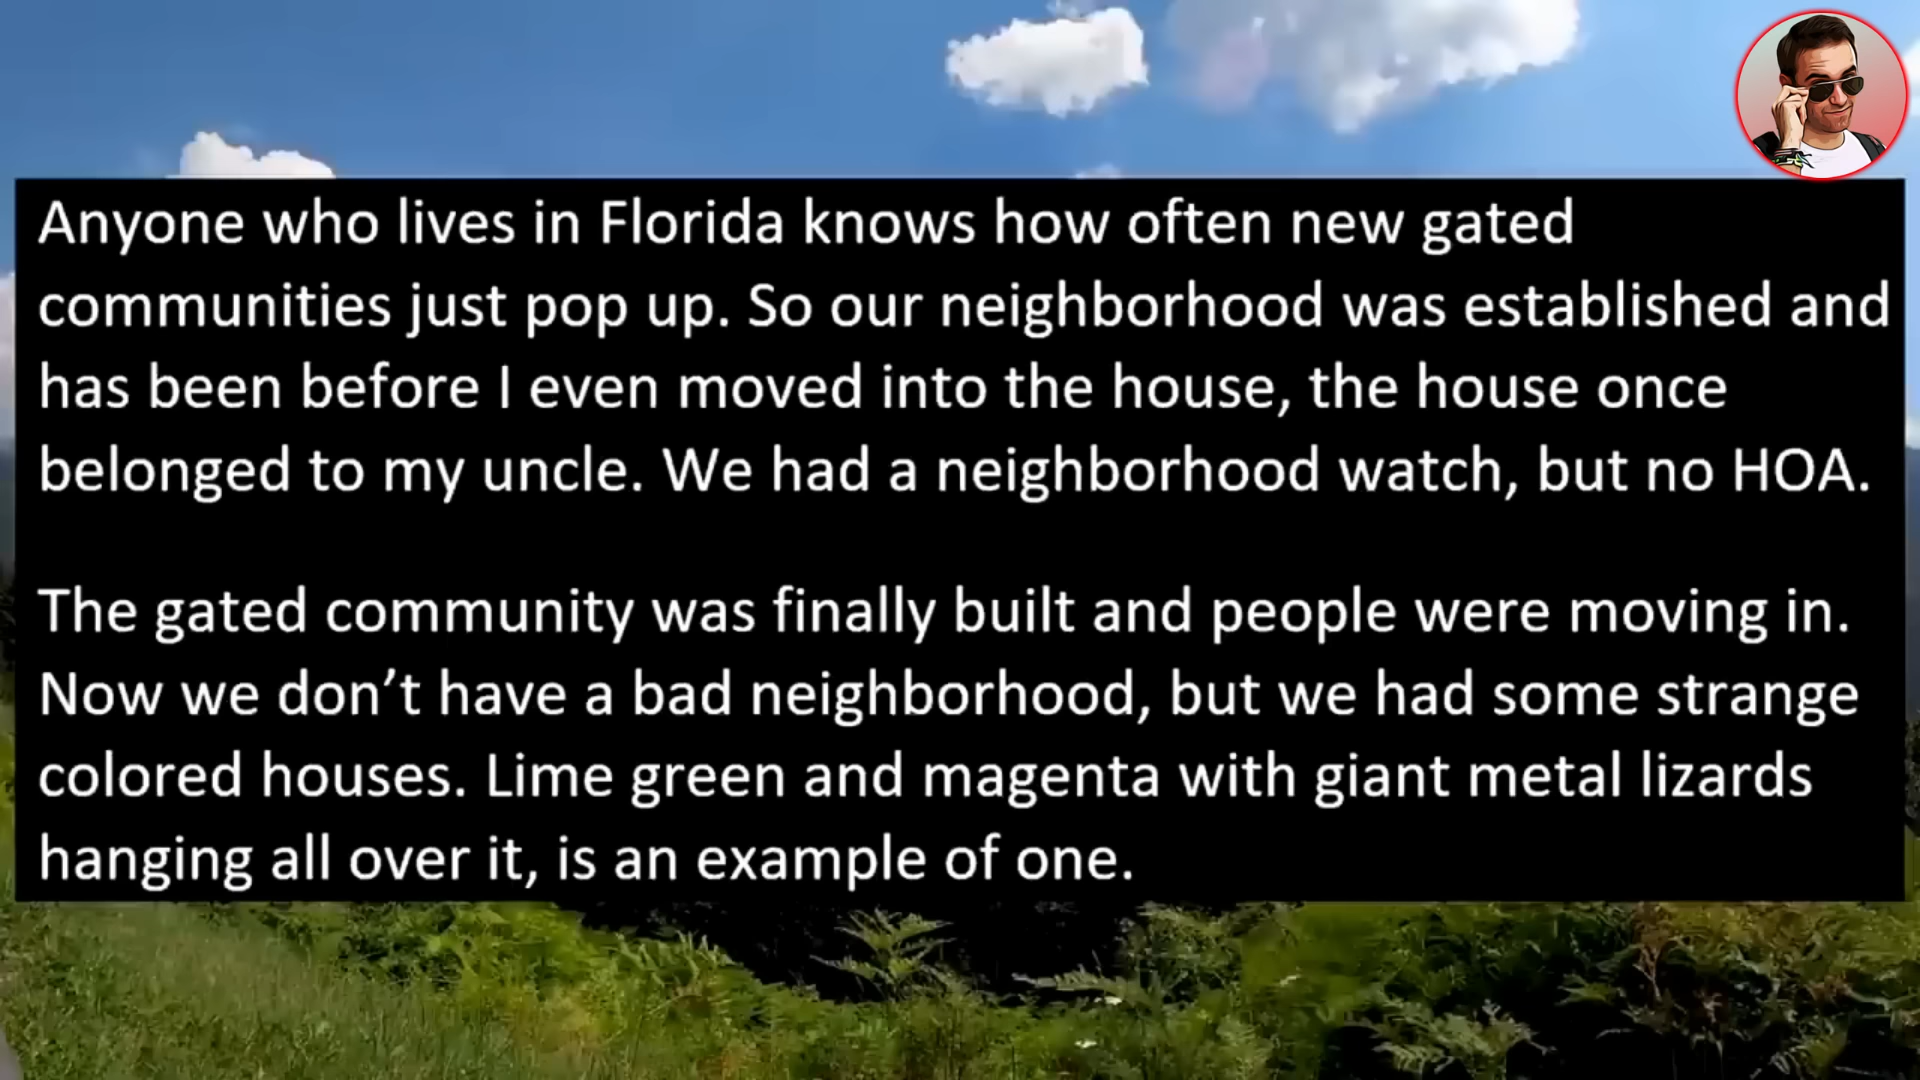 Anyone who lives in Florida knows how often new gated
communities just pop up. So our neighborhood was established and
has been before I even moved into the house, the house once
belonged to my uncle. We had a neighborhood watch, but no HOA.
The gated community was finally built and people were moving in.
Now we don’t have a bad neighborhood, but we had some strange
colored houses. Lime green and magenta with giant metal lizards
hanging all over it, is an example of one.